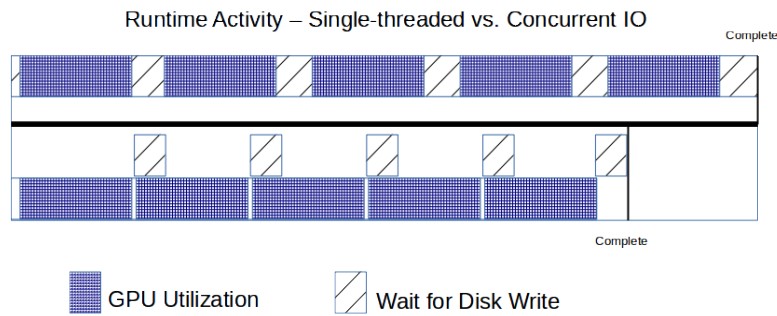 Runtime Activity – Single-threaded vs. Concurrent IO
Complete
Complete
GPU Utilization
Wait for Disk Write